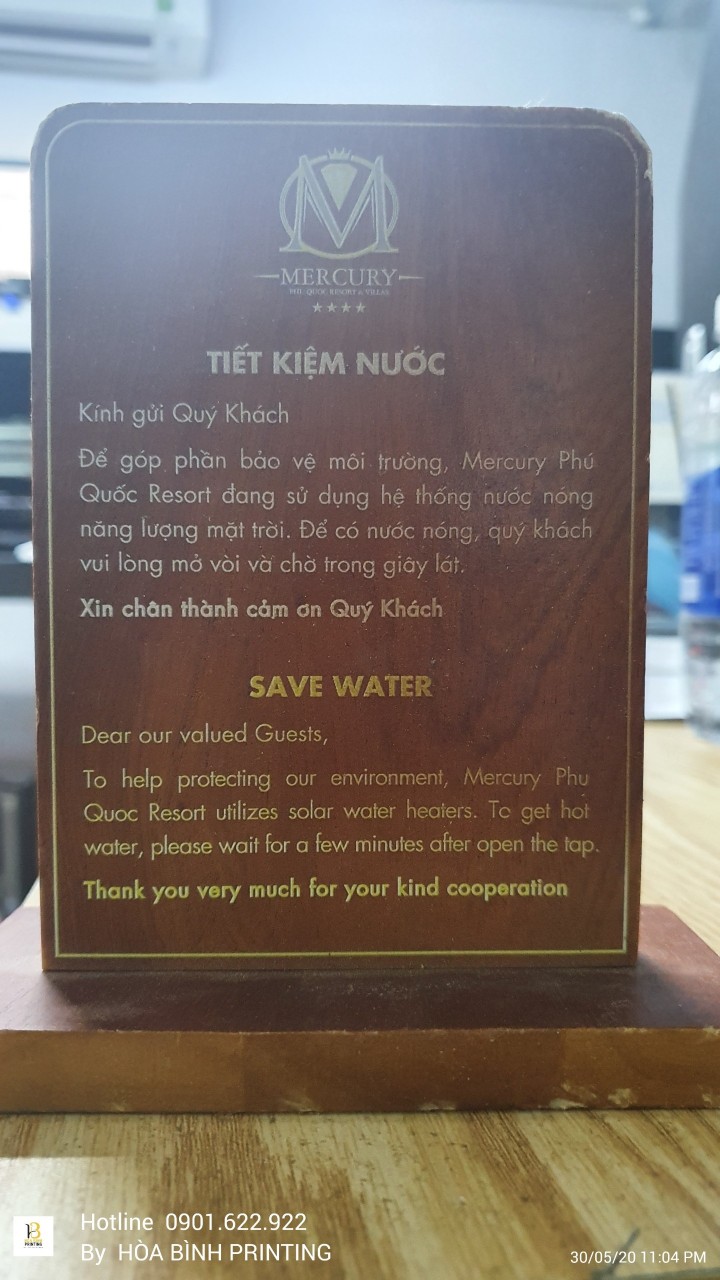 M
MERCURY
PHU QUOC RESORT & VILLAS
TIẾT KIỆM NƯỚC
Kính gửi Quý Khách
Để góp phần bảo vệ môi trường, Mercury Phú
Quốc Resort đang sử dụng hệ thống nước nóng
năng lượng mặt trời. Để có nước nóng, quý khách
vui lòng mở vòi và chờ trong giây lát.
Xin chân thành cảm ơn Quý Khách
SAVE WATER
Dear our valued Guests,
To help protecting our environment, Mercury Phu
Quoc Resort utilizes solar water heaters. To get hot
water, please wait for a few minutes after open the tap.
Thank you very much for your kind cooperation
Hotline 0901.622.922
By HÒA BÌNH PRINTING
PRINTING
30/05/20 11:04 PM